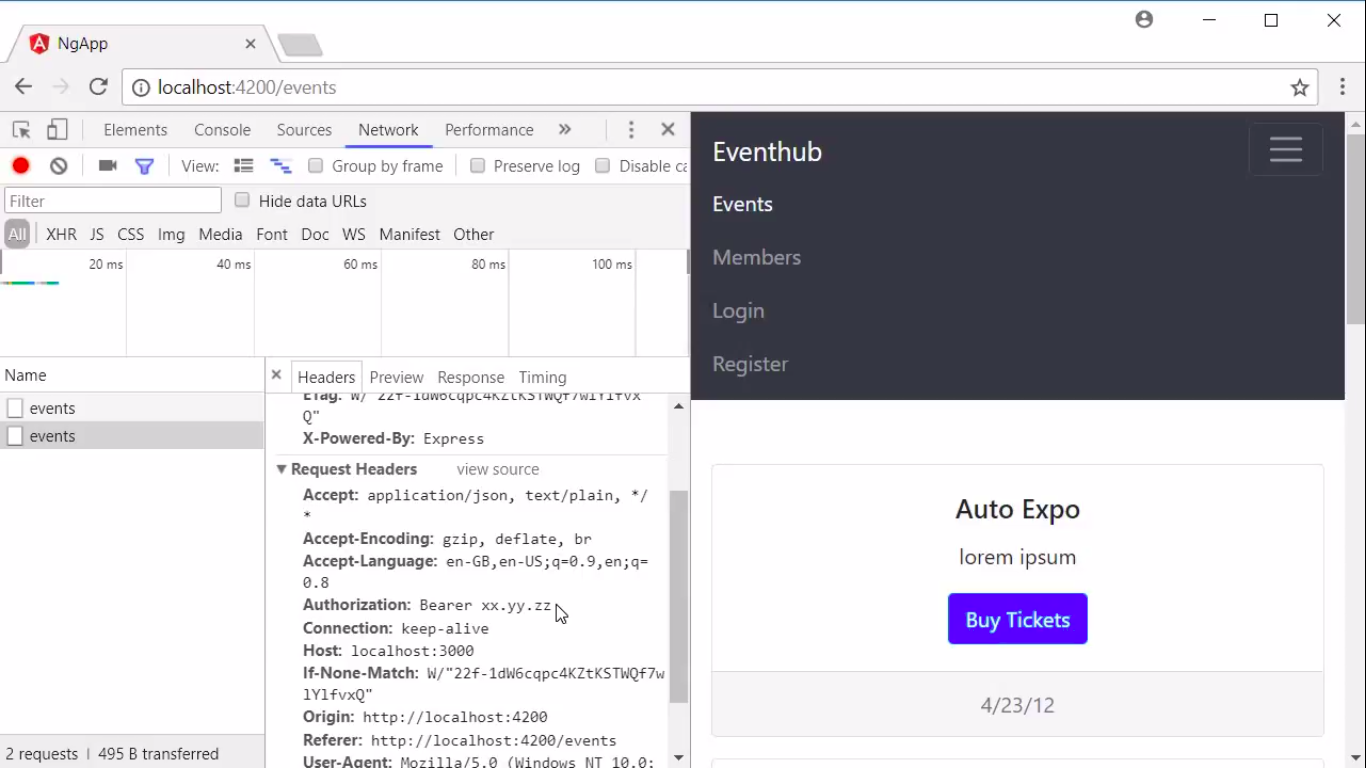 NgApp
localhost:4200/events
Elements Console Sources Network Performance »
View: Group by frame Preserve log Disable ca
Filter Hide data URLs
All XHR JS CSS Img Media Font Doc WS Manifest Other
20 ms 40 ms 60 ms 80 ms 100 ms
Name
events
events
2 requests | 495 B transferred
Headers Preview Response Timing
ETag: W/"22f-1dW6cqpc4KZtKSTWQf7wlYlfvx
Q"
X-Powered-By: Express
Request Headers view source
Accept: application/json, text/plain, */
*
Accept-Encoding: gzip, deflate, br
Accept-Language: en-GB,en-US;q=0.9,en;q=
0.8
Authorization: Bearer xx.yy.zz
Connection: keep-alive
Host: localhost:3000
If-None-Match: W/"22f-1dW6cqpc4KZtKSTWQf7w
lYlfvxQ"
Origin: http://localhost:4200
Referer: http://localhost:4200/events
User-Agent: Mozilla/5.0 (Windows NT 10.0;
Eventhub
Events
Members
Login
Register
Auto Expo
lorem ipsum
Buy Tickets
4/23/12